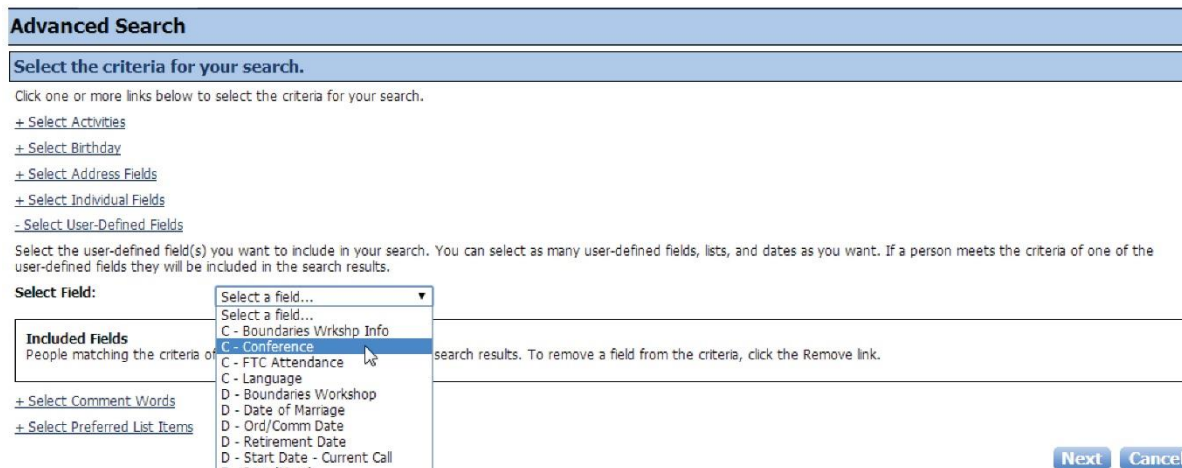 Advanced Search
Select the criteria for your search.
Click one or more links below to select the criteria for your search.
+ Select Activities
+ Select Birthday
+ Select Address Fields
+ Select Individual Fields
- Select User-Defined Fields
Select the user-defined field(s) you want to include in your search. You can select as many user-defined fields, lists, and dates as you want. If a person meets the criteria of one of the
user-defined fields they will be included in the search results.
Select Field:
Select a field...
Select a field...
C - Boundaries Wrkshp Info
C - Conference
C - FTC Attendance
C - Language
D - Boundaries Workshop
D - Date of Marriage
D - Ord/Comm Date
D - Retirement Date
D - Start Date - Current Call
Included Fields
People matching the criteria of
search results. To remove a field from the criteria, click the Remove link.
+ Select Comment Words
+ Select Preferred List Items
Next
Cancel